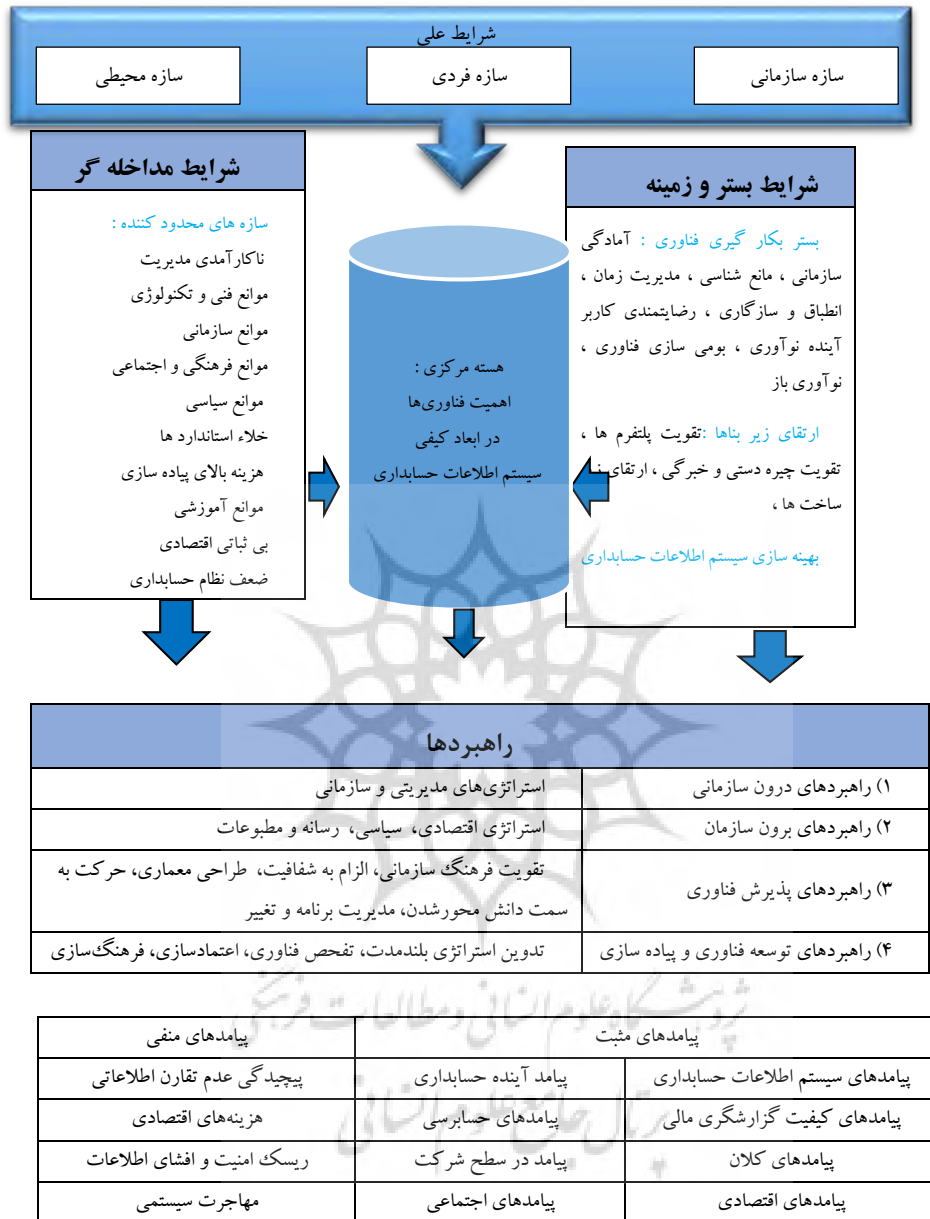 شرایط علی
سازه سازمانی
سازه فردی
سازه محیطی
شرایط بستر و زمینه
بستر بکار گیری فناوری : آمادگی
سازمانی ، مانع شناسی ، مدیریت زمان ،
انطباق و سازگاری ، رضایتمندی کاربر
آینده نوآوری ، بومی سازی فناوری ،
نوآوری باز
ارتقای زیر بناها :تقویت پلتفرم ها ،
تقویت چیره دستی و خبرگی ، ارتقای
ساخت ها ،
بهینه سازی سیستم اطلاعات حسابداری
هسته مرکزی :
اهمیت فناوری‌ها
در ابعاد کیفی
سیستم اطلاعات حسابداری
شرایط مداخله گر
سازه های محدود کننده :
ناکارآمدی مدیریت
موانع فنی و تکنولوژی
موانع سازمانی
موانع فرهنگی و اجتماعی
موانع سیاسی
خلاء استاندارد ها
هزینه بالای پیاده سازی
موانع آموزشی
بی ثباتی اقتصادی
ضعف نظام حسابداری
راهبردها
۱) راهبردهای درون سازمانی
استراتژی‌های مدیریتی و سازمانی
۲) راهبردهای برون سازمان
استراتژی اقتصادی، سیاسی، رسانه و مطبوعات
۳) راهبردهای پذیرش فناوری
تقویت فرهنگ سازمانی، الزام به شفافیت، طراحی معماری، حرکت به
سمت دانش محورشدن، مدیریت برنامه و تغییر
۴) راهبردهای توسعه فناوری و پیاده سازی
تدوین استراتژی بلندمدت، تفحص فناوری، اعتمادسازی، فرهنگ‌سازی
پژوهشگاه علوم انسانی و مطالعات فرهنگی
پیامدهای مثبت
پیامدهای منفی
پیامدهای سیستم اطلاعات حسابداری
پیامد آینده حسابداری
پیچیدگی عدم تقارن اطلاعاتی
پرتال جامع علوم انسانی
پیامدهای کیفیت گزارشگری مالی
پیامدهای حسابرسی
هزینه‌های اقتصادی
پیامدهای کلان
پیامد در سطح شرکت
ریسک امنیت و افشای اطلاعات
پیامدهای اقتصادی
پیامدهای اجتماعی
مهاجرت سیستمی